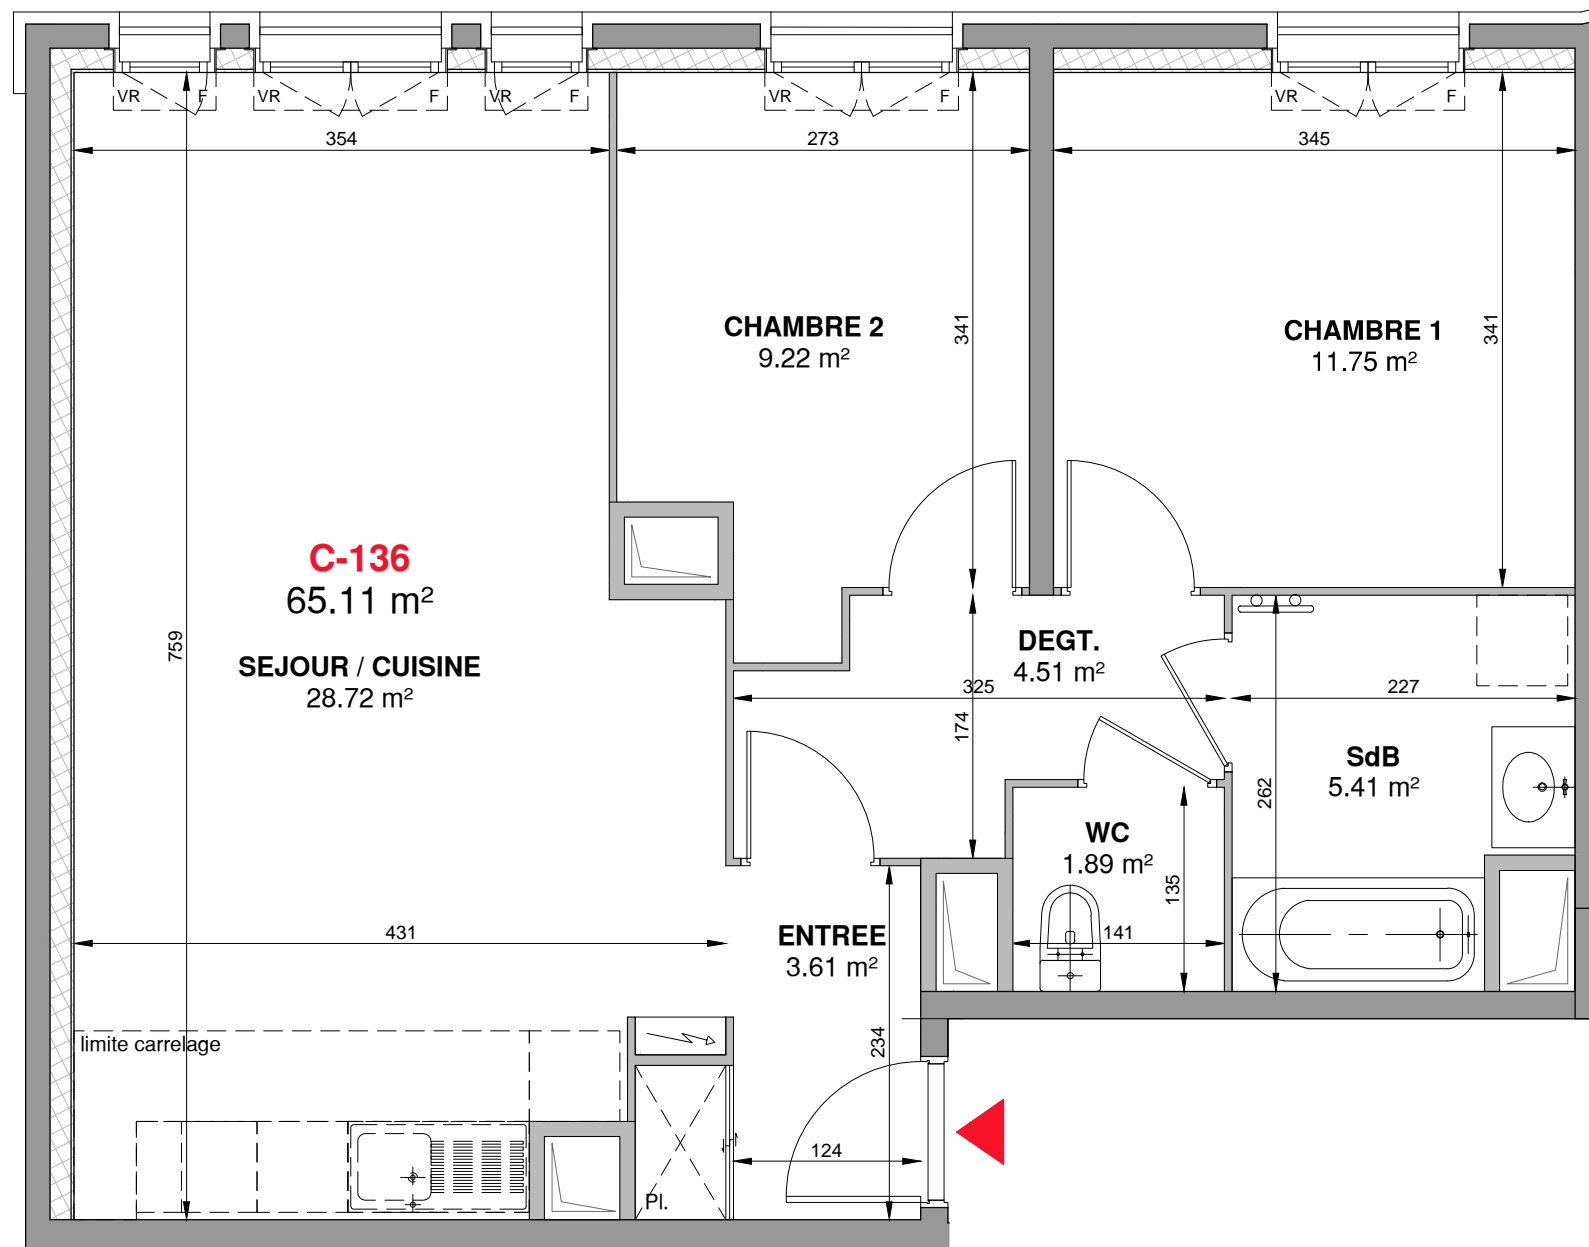 VR
F
VR
F
VR
F
VR
F
VR
F
354
273
345
CHAMBRE 2
9.22 m²
341
CHAMBRE 1
11.75 m²
341
C-136
65.11 m²
SEJOUR / CUISINE
28.72 m²
759
DEGT.
4.51 m²
325
174
227
SdB
5.41 m²
262
WC
1.89 m²
135
141
431
ENTREE
3.61 m²
234
limite carrelage
124
Pl.